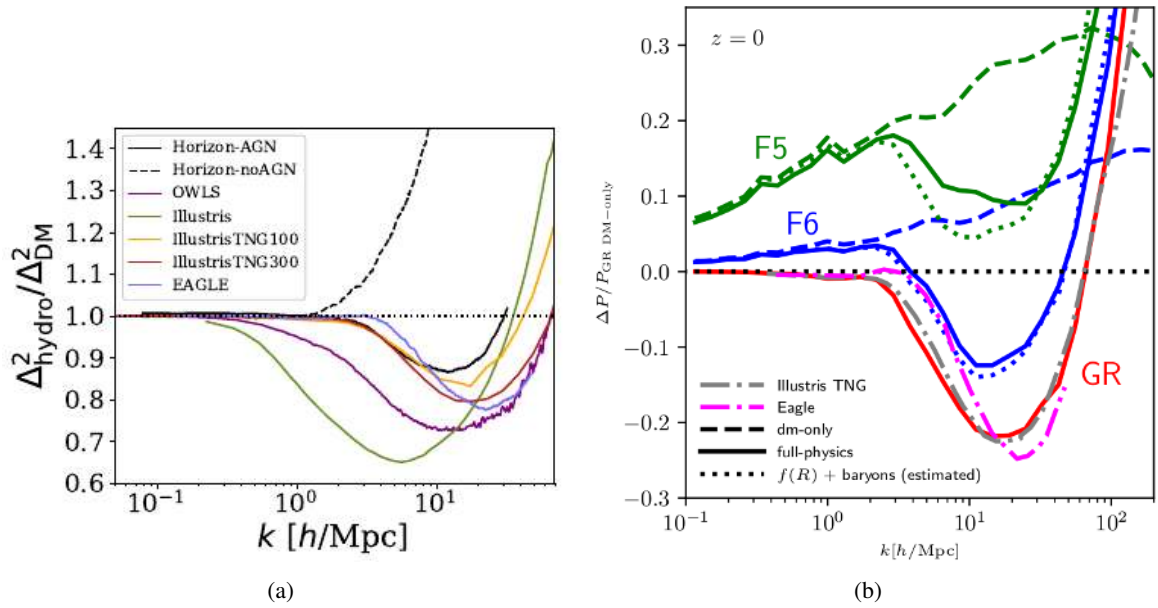 1.4
1.3
1.2
1.1
1.0
0.9
0.8
0.7
0.6
Δ²hydro/Δ²DM
Horizon-AGN
Horizon-noAGN
OWLS
Illustris
IllustrisTNG100
IllustrisTNG300
EAGLE
10⁻¹
10⁰
10¹
k [h/Mpc]
(a)
z = 0
0.3
0.2
0.1
0.0
−0.1
−0.2
−0.3
ΔP/P_GR DM−only
F5
F6
GR
Illustris TNG
Eagle
dm-only
full-physics
f(R) + baryons (estimated)
10⁻¹
10⁰
10¹
10²
k[h/Mpc]
(b)